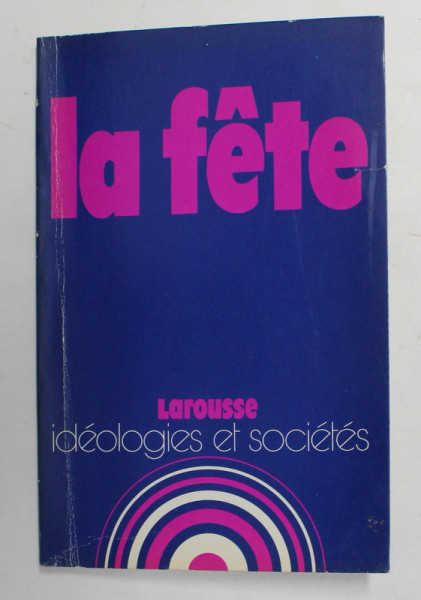 la fête
Larousse
idéologies et sociétés